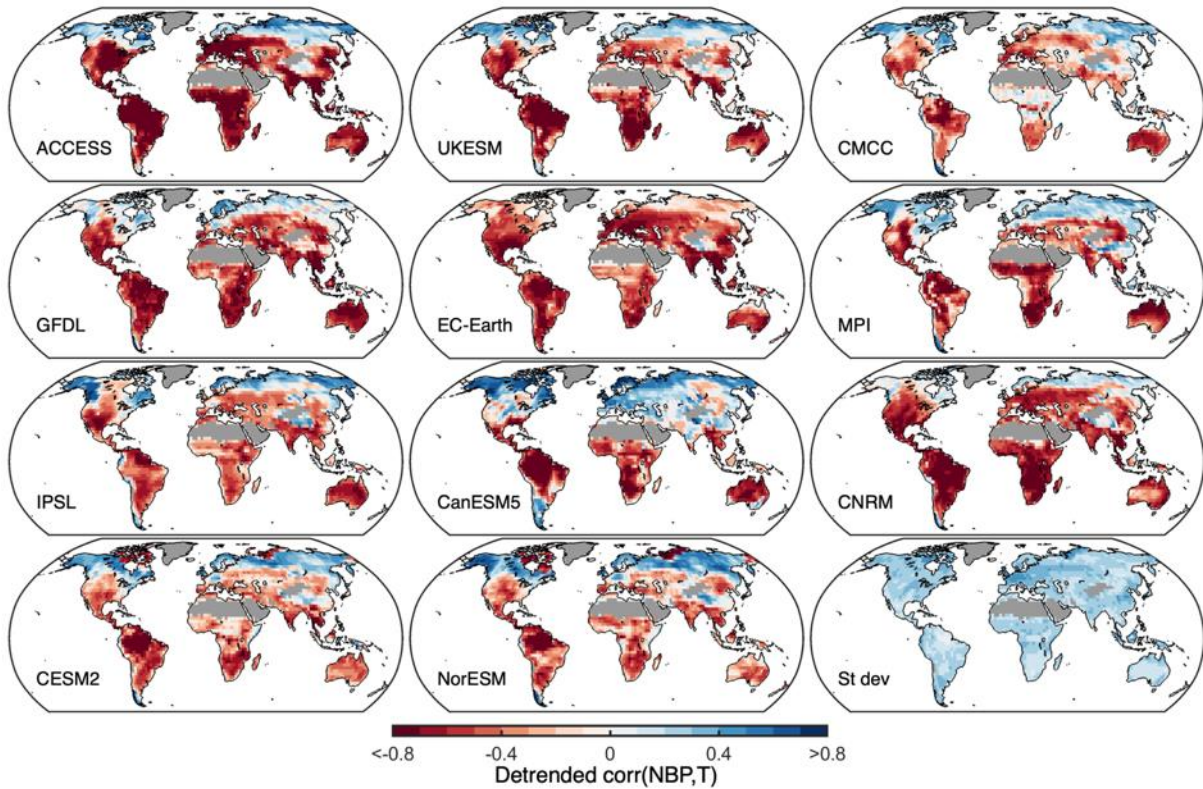 ACCESS
UKESM
CMCC
GFDL
EC-Earth
MPI
IPSL
CanESM5
CNRM
CESM2
NorESM
St dev
<-0.8 -0.4 0 0.4 >0.8
Detrended corr(NBP,T)